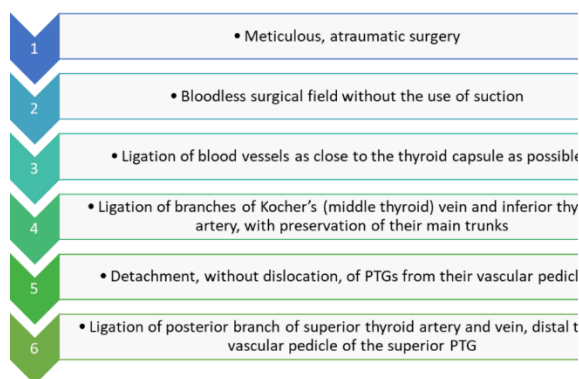 1
• Meticulous, atraumatic surgery
2
• Bloodless surgical field without the use of suction
3
• Ligation of blood vessels as close to the thyroid capsule as possible
4
• Ligation of branches of Kocher's (middle thyroid) vein and inferior
artery, with preservation of their main trunks
5
• Detachment, without dislocation, of PTGs from their vascular
6
• Ligation of posterior branch of superior thyroid artery and vein, distal
vascular pedicle of the superior PTG